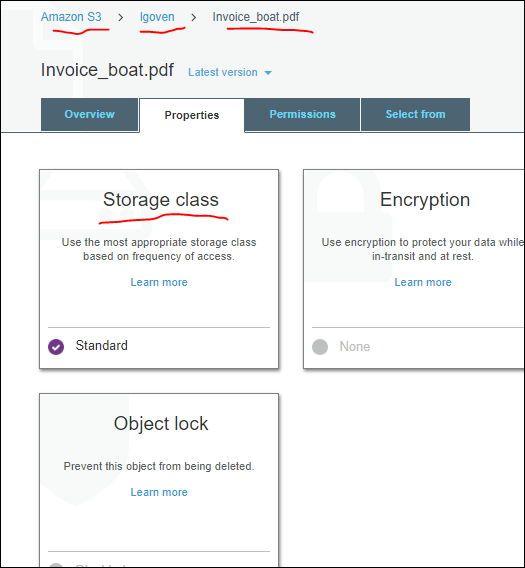 Amazon S3 > lgoven > Invoice_boat.pdf
Invoice_boat.pdf Latest version
Overview Properties Permissions Select from
Storage class
Use the most appropriate storage class
based on frequency of access.
Learn more
Standard
Encryption
Use encryption to protect your data while
in-transit and at rest.
Learn more
None
Object lock
Prevent this object from being deleted.
Learn more